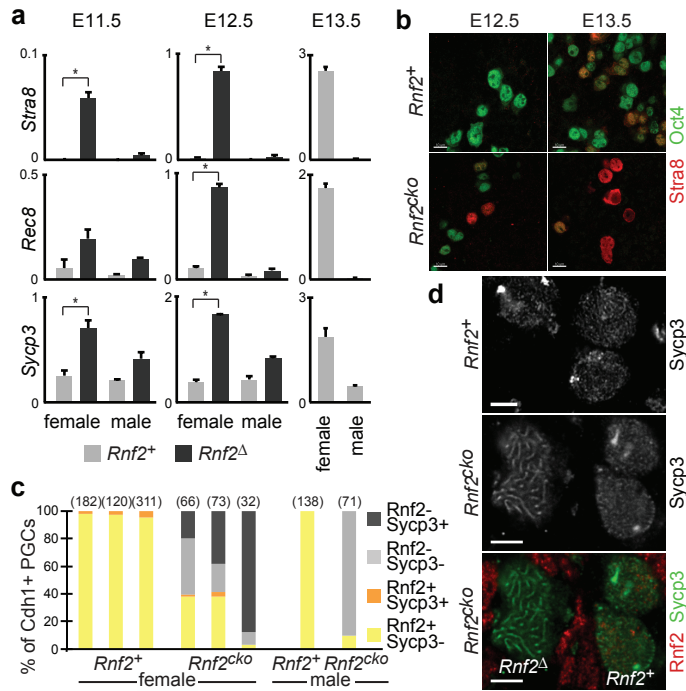 a
E11.5 E12.5 E13.5
Stra8
0.1
0
*
1
0
*
3
0
Rec8
0.5
0
1
0
*
2
0
Sycp3
1
0
*
2
0
*
3
0
female male female male female male
Rnf2+ RnfΔ
b
E12.5 E13.5
Rnf2+
Rnf2cko
Oct4
Stra8
c
% of Cdh1+ PGCs
100
80
60
40
20
0
(182)(120)(311) (66) (73) (32) (138) (71)
Rnf2-
Sycp3+
Rnf2-
Sycp3-
Rnf2+
Sycp3+
Rnf2+
Sycp3-
Rnf2+ Rnf2cko Rnf2+ Rnf2cko
female male
d
Rnf2+
Sycp3
Rnf2cko
Sycp3
Rnf2cko
Rnf2Δ Rnf2+
Rnf2 Sycp3